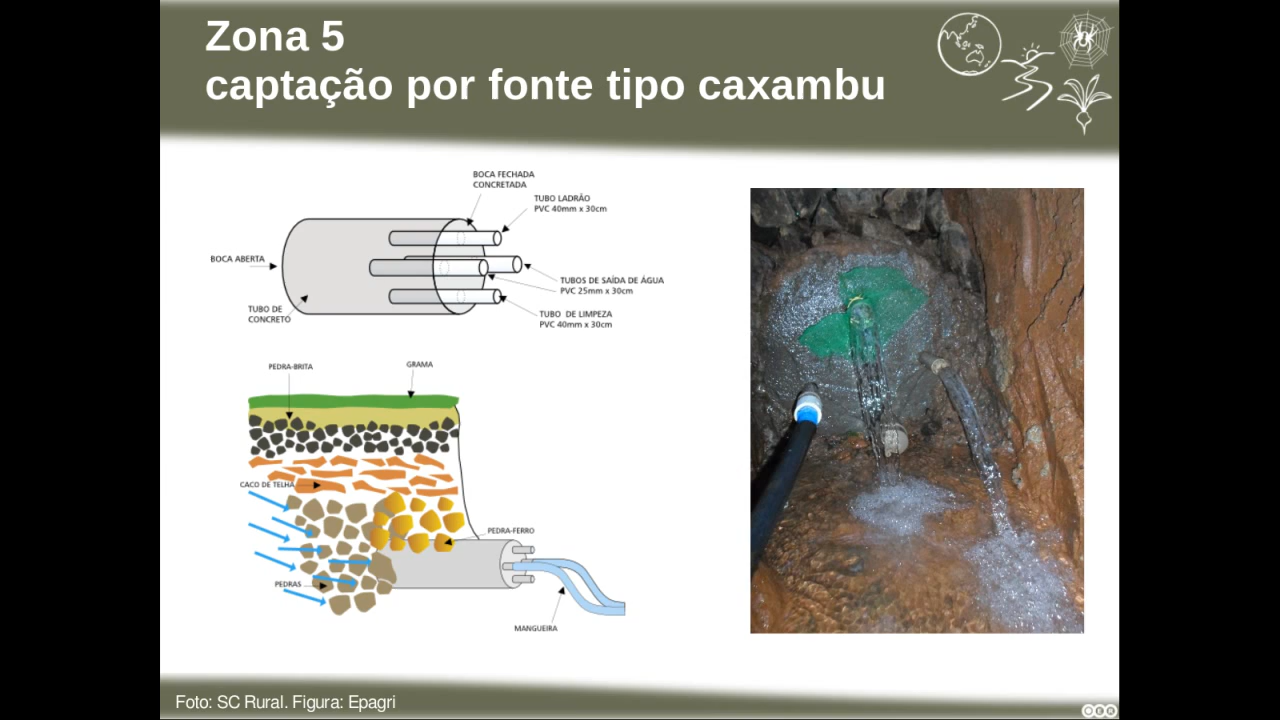 Zona 5
captação por fonte tipo caxambu
BOCA FECHADA
CONCRETADA
TUBO LADRÃO
PVC 40mm x 30cm
BOCA ABERTA
TUBOS DE SAÍDA DE ÁGUA
PVC 25mm x 30cm
TUBO DE
CONCRETO
TUBO DE LIMPEZA
PVC 40mm x 30cm
PEDRA-BRITA
GRAMA
CACO DE TELHA
PEDRA-FERRO
PEDRAS
MANGUEIRA
Foto: SC Rural. Figura: Epagri
OER